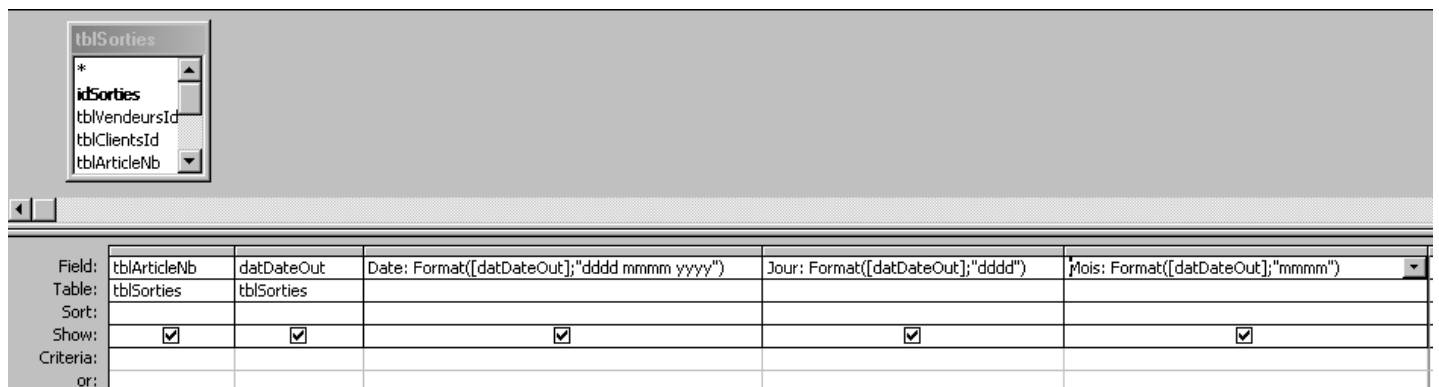 tblSorties
*
idSorties
tblVendeursId
tblClientsId
tblArticleNb
Field: tblArticleNb datDateOut Date: Format([datDateOut];"dddd mmmm yyyy") Jour: Format([datDateOut];"dddd") Mois: Format([datDateOut];"mmmm")
Table: tblSorties tblSorties
Sort:
Show:
Criteria:
or: